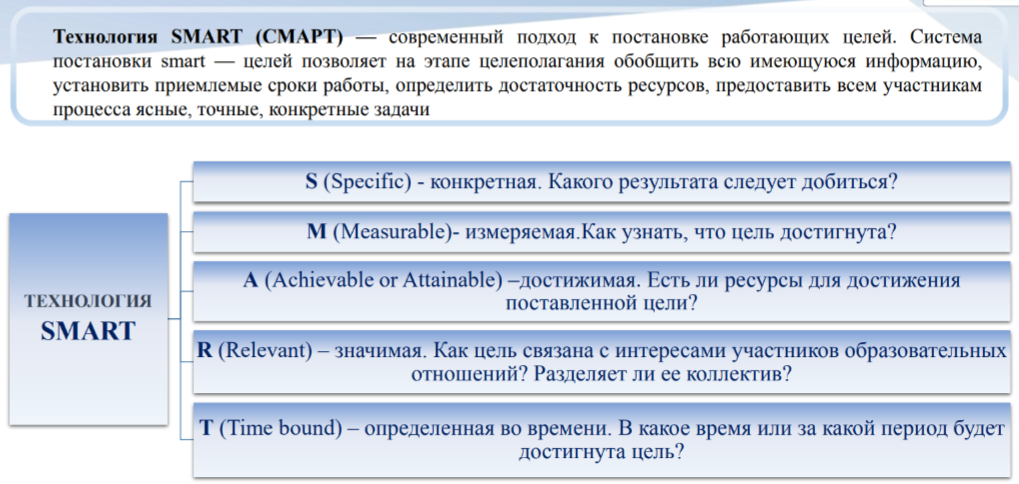 Технология SMART (СМАРТ) — современный подход к постановке работающих целей. Система
постановки smart — целей позволяет на этапе целеполагания обобщить всю имеющуюся информацию,
установить приемлемые сроки работы, определить достаточность ресурсов, предоставить всем участникам
процесса ясные, точные, конкретные задачи
ТЕХНОЛОГИЯ
SMART
S (Specific) - конкретная. Какого результата следует добиться?
M (Measurable)- измеряемая.Как узнать, что цель достигнута?
A (Achievable or Attainable) –достижимая. Есть ли ресурсы для достижения
поставленной цели?
R (Relevant) – значимая. Как цель связана с интересами участников образовательных
отношений? Разделяет ли ее коллектив?
T (Time bound) – определенная во времени. В какое время или за какой период будет
достигнута цель?